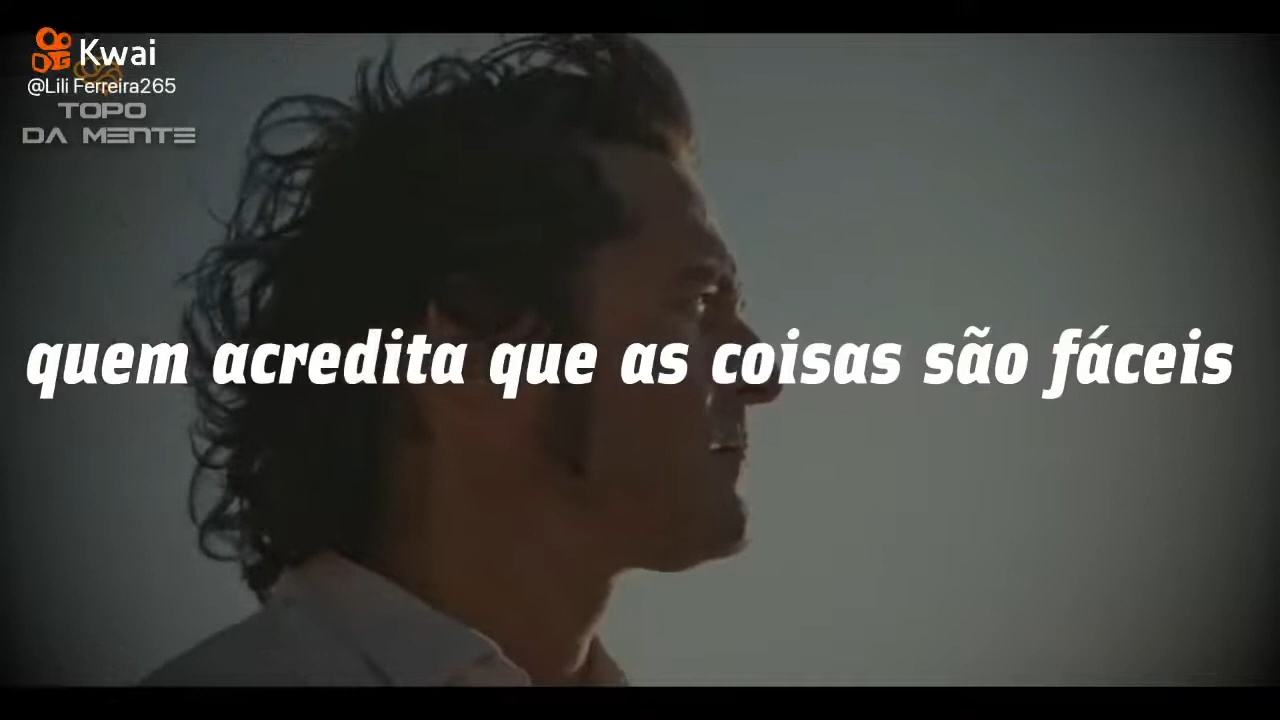 Kwai
@Lili Ferreira265
TOPO
DA MENTE
quem acredita que as coisas são fáceis